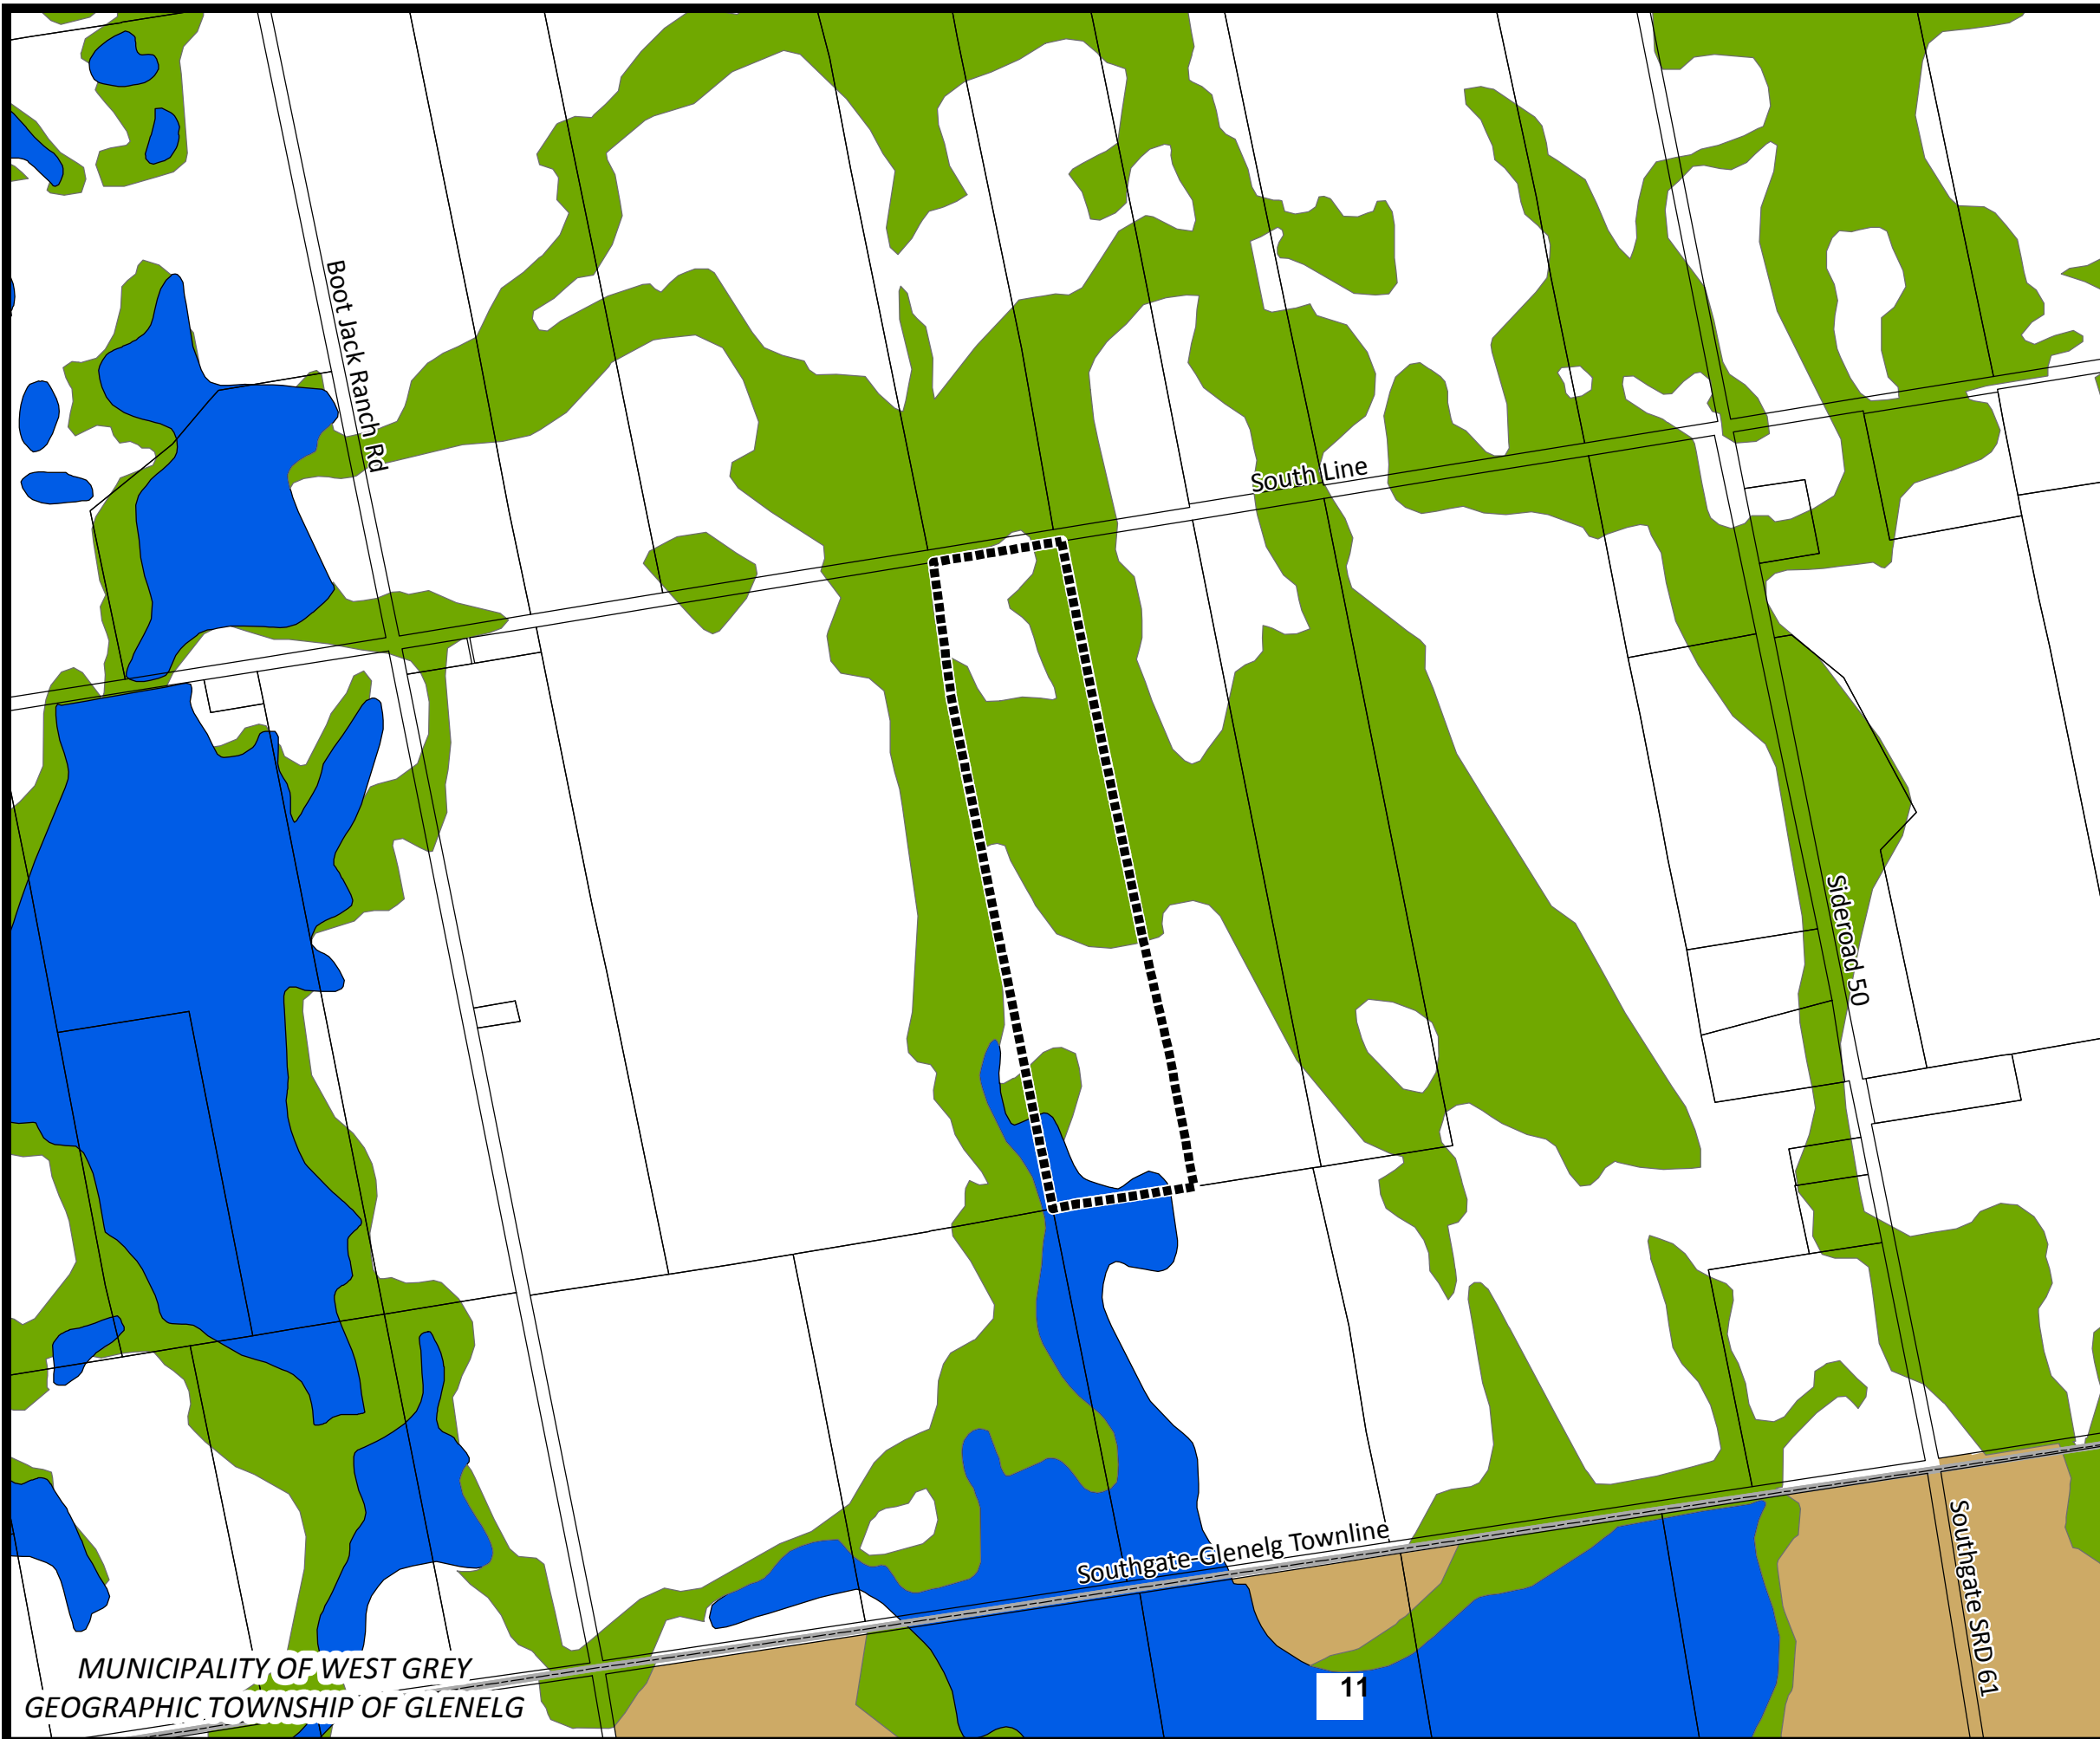 Boot Jack Ranch Rd
South Line
Sideroad 50
Southgate-Glenelg Townline
Southgate SRD 61
MUNICIPALITY OF WEST GREY
GEOGRAPHIC TOWNSHIP OF GLENELG
11